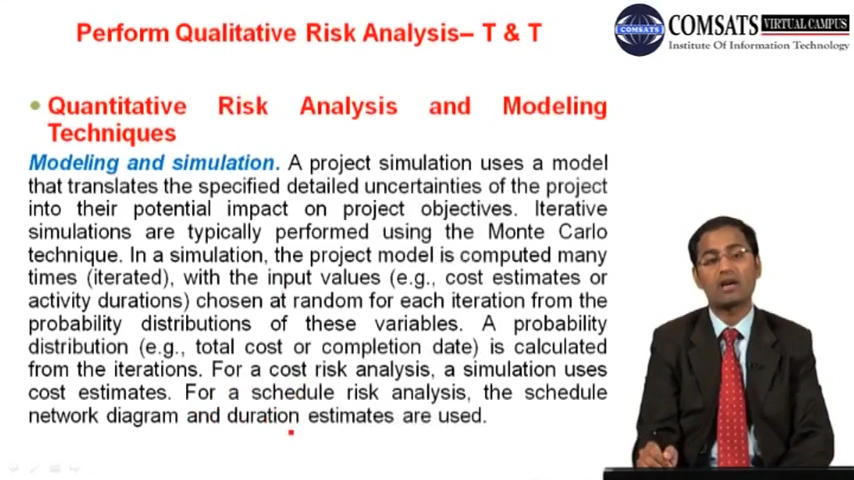 Perform Qualitative Risk Analysis– T & T
COMSATS VIRTUAL CAMPUS
Institute Of Information Technology
COMSATS
Quantitative Risk Analysis and Modeling
Techniques
Modeling and simulation. A project simulation uses a model
that translates the specified detailed uncertainties of the project
into their potential impact on project objectives. Iterative
simulations are typically performed using the Monte Carlo
technique. In a simulation, the project model is computed many
times (iterated), with the input values (e.g., cost estimates or
activity durations) chosen at random for each iteration from the
probability distributions of these variables. A probability
distribution (e.g., total cost or completion date) is calculated
from the iterations. For a cost risk analysis, a simulation uses
cost estimates. For a schedule risk analysis, the schedule
network diagram and duration estimates are used.